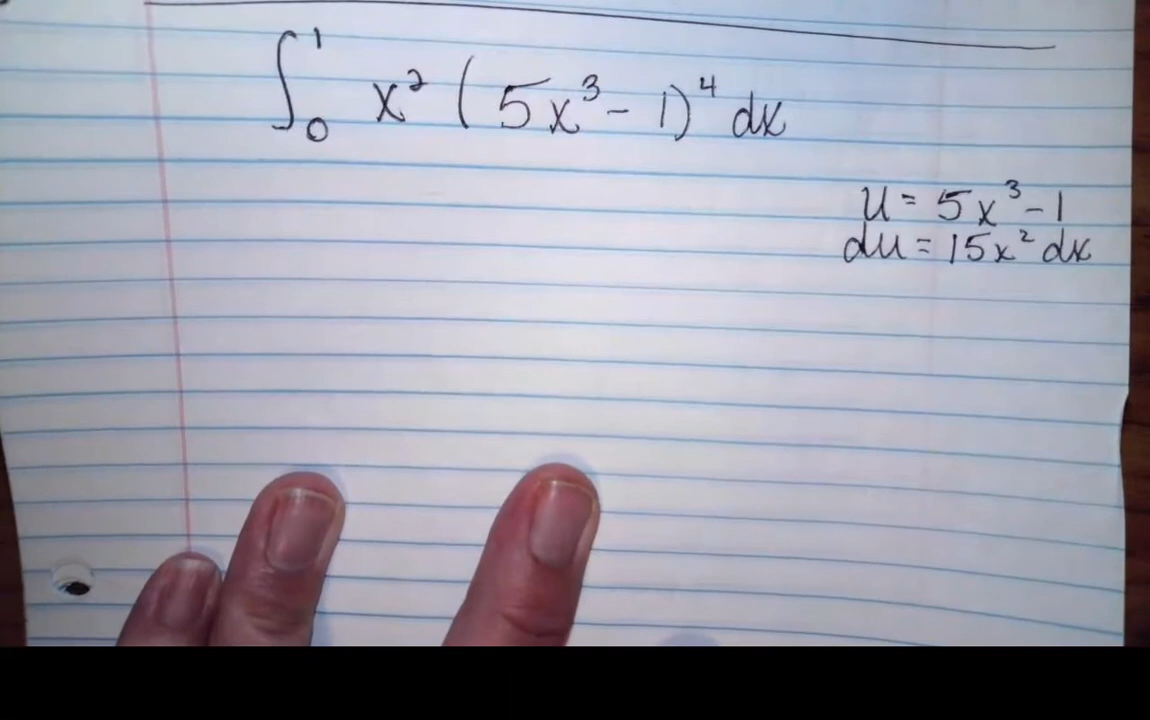 ∫₀¹ x² (5x³ - 1)⁴ dx
u = 5x³ - 1
du = 15x² dx